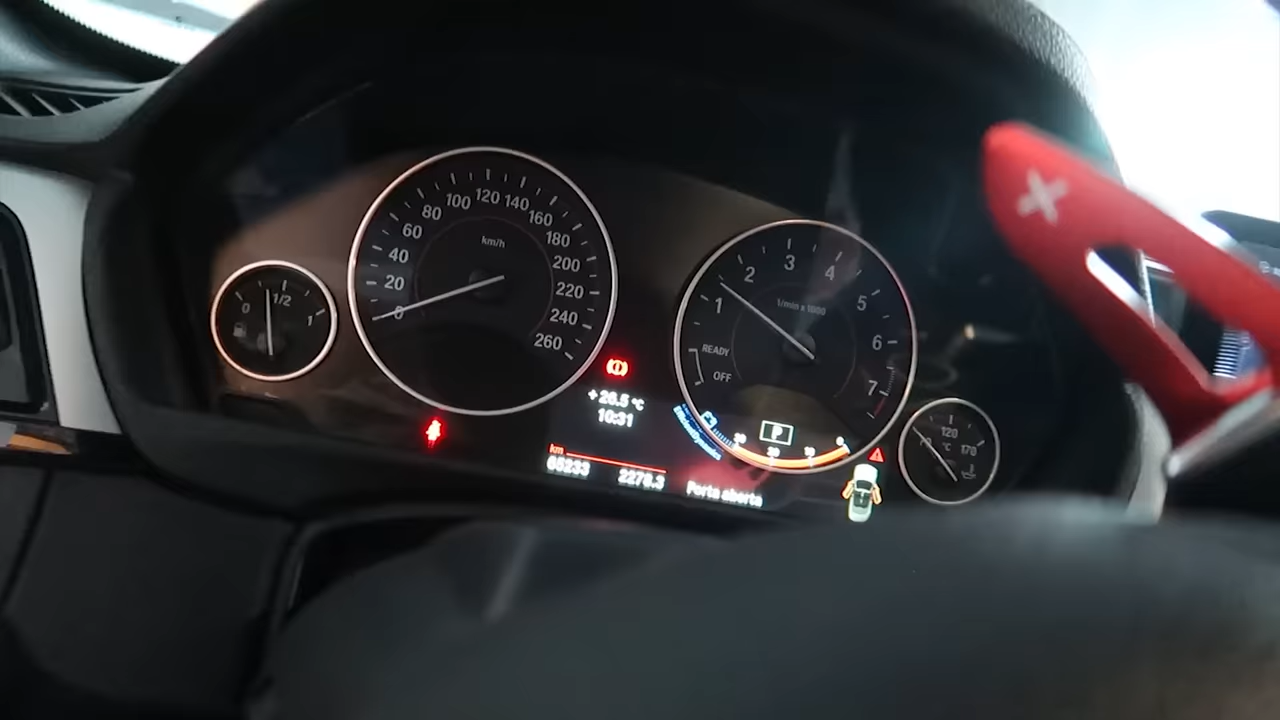 0 1/2 1
0 20 40 60 80 100 120 140 160 180 200 220 240 260
km/h
1 2 3 4 5 6 7
1/min x 1000
READY
OFF
+ 26.5 °C
10:31
km
65233 2278.3
P
Porta aberta
120
°C 170